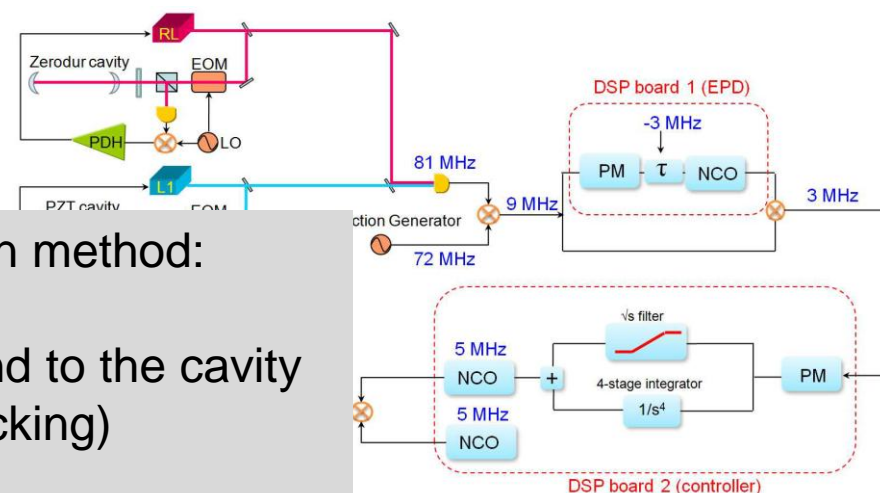 RL
Zerodur cavity
EOM
PDH
LO
L1
81 MHz
PZT cavity
EOM
ction Generator
72 MHz
9 MHz
DSP board 1 (EPD)
-3 MHz
PM
τ
NCO
3 MHz
n method:
nd to the cavity
cking)
√s filter
5 MHz
NCO
+
4-stage integrator
1/s⁴
PM
5 MHz
NCO
DSP board 2 (controller)